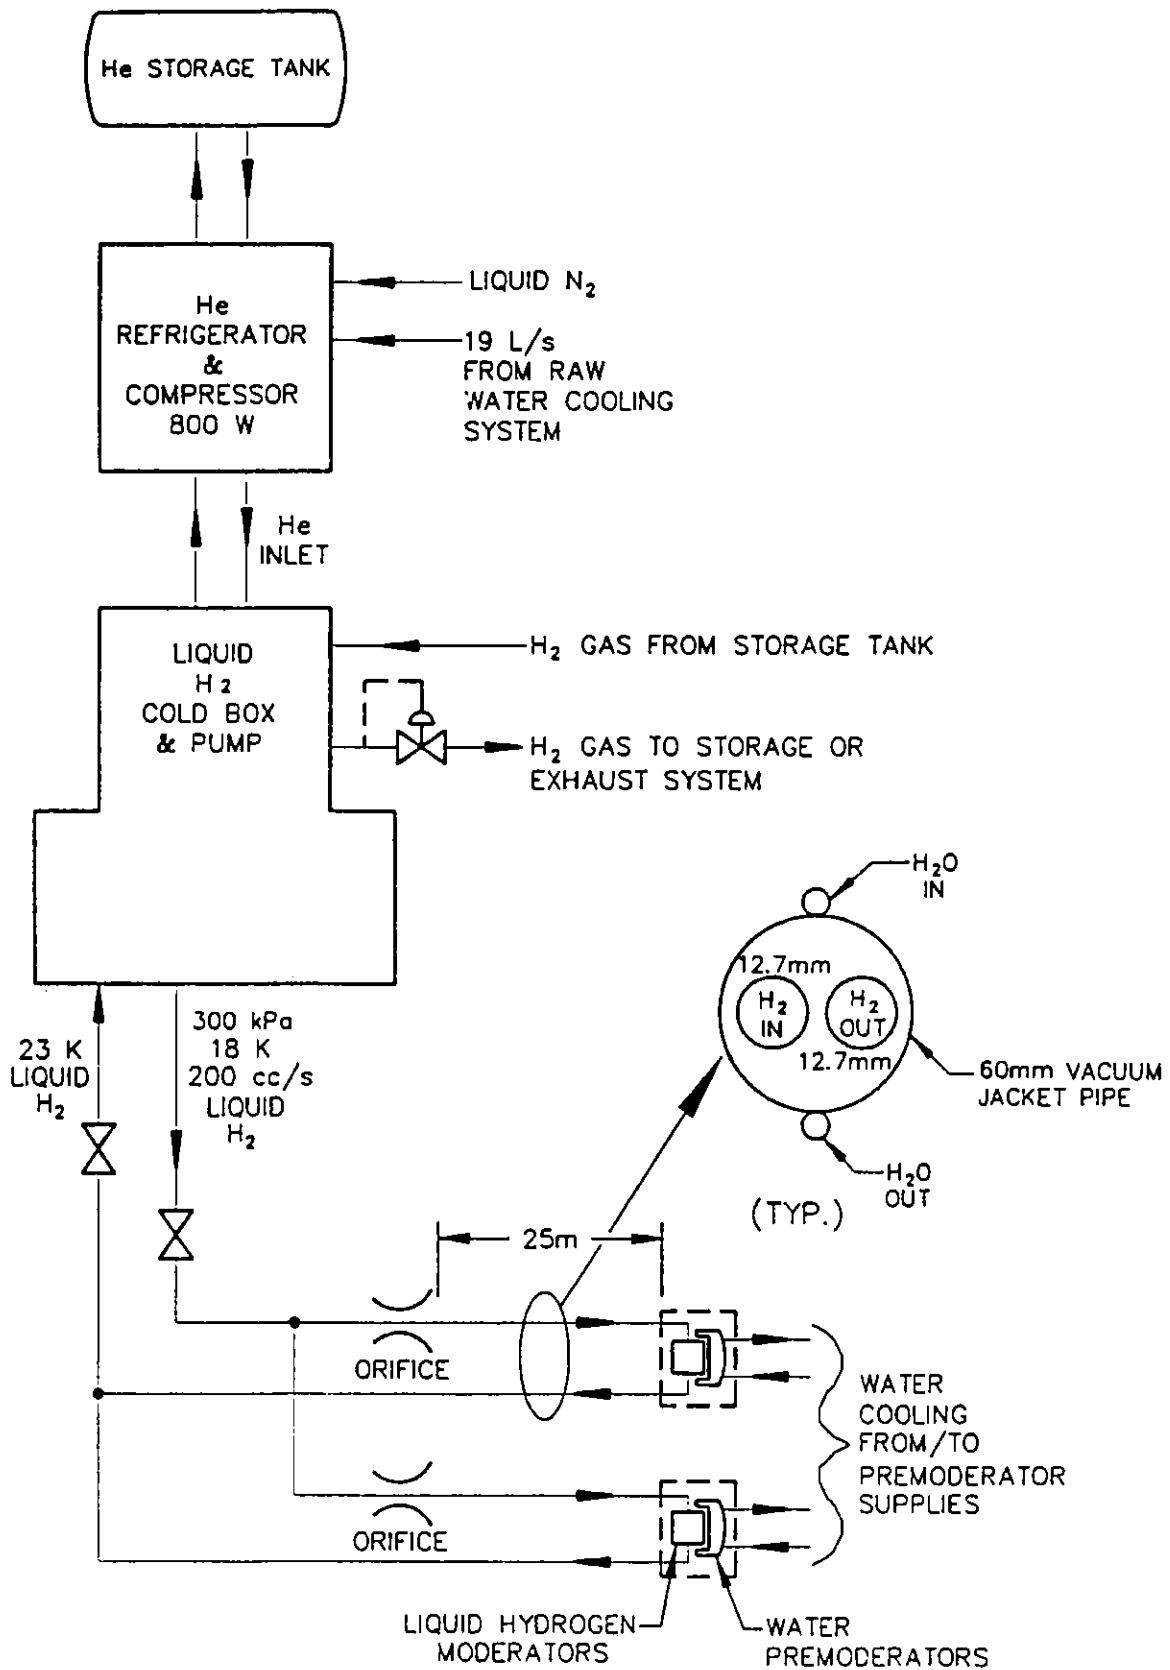 He STORAGE TANK
He
REFRIGERATOR
&
COMPRESSOR
800 W
LIQUID N₂
19 L/s
FROM RAW
WATER COOLING
SYSTEM
He
INLET
LIQUID
H₂
COLD BOX
& PUMP
H₂ GAS FROM STORAGE TANK
H₂ GAS TO STORAGE OR
EXHAUST SYSTEM
H₂O
IN
12.7mm
H₂
IN
H₂
OUT
12.7mm
60mm VACUUM
JACKET PIPE
H₂O
OUT
(TYP.)
23 K
LIQUID
H₂
300 kPa
18 K
200 cc/s
LIQUID
H₂
25m
ORIFICE
ORIFICE
WATER
COOLING
FROM/TO
PREMODERATOR
SUPPLIES
LIQUID HYDROGEN
MODERATORS
WATER
PREMODERATORS